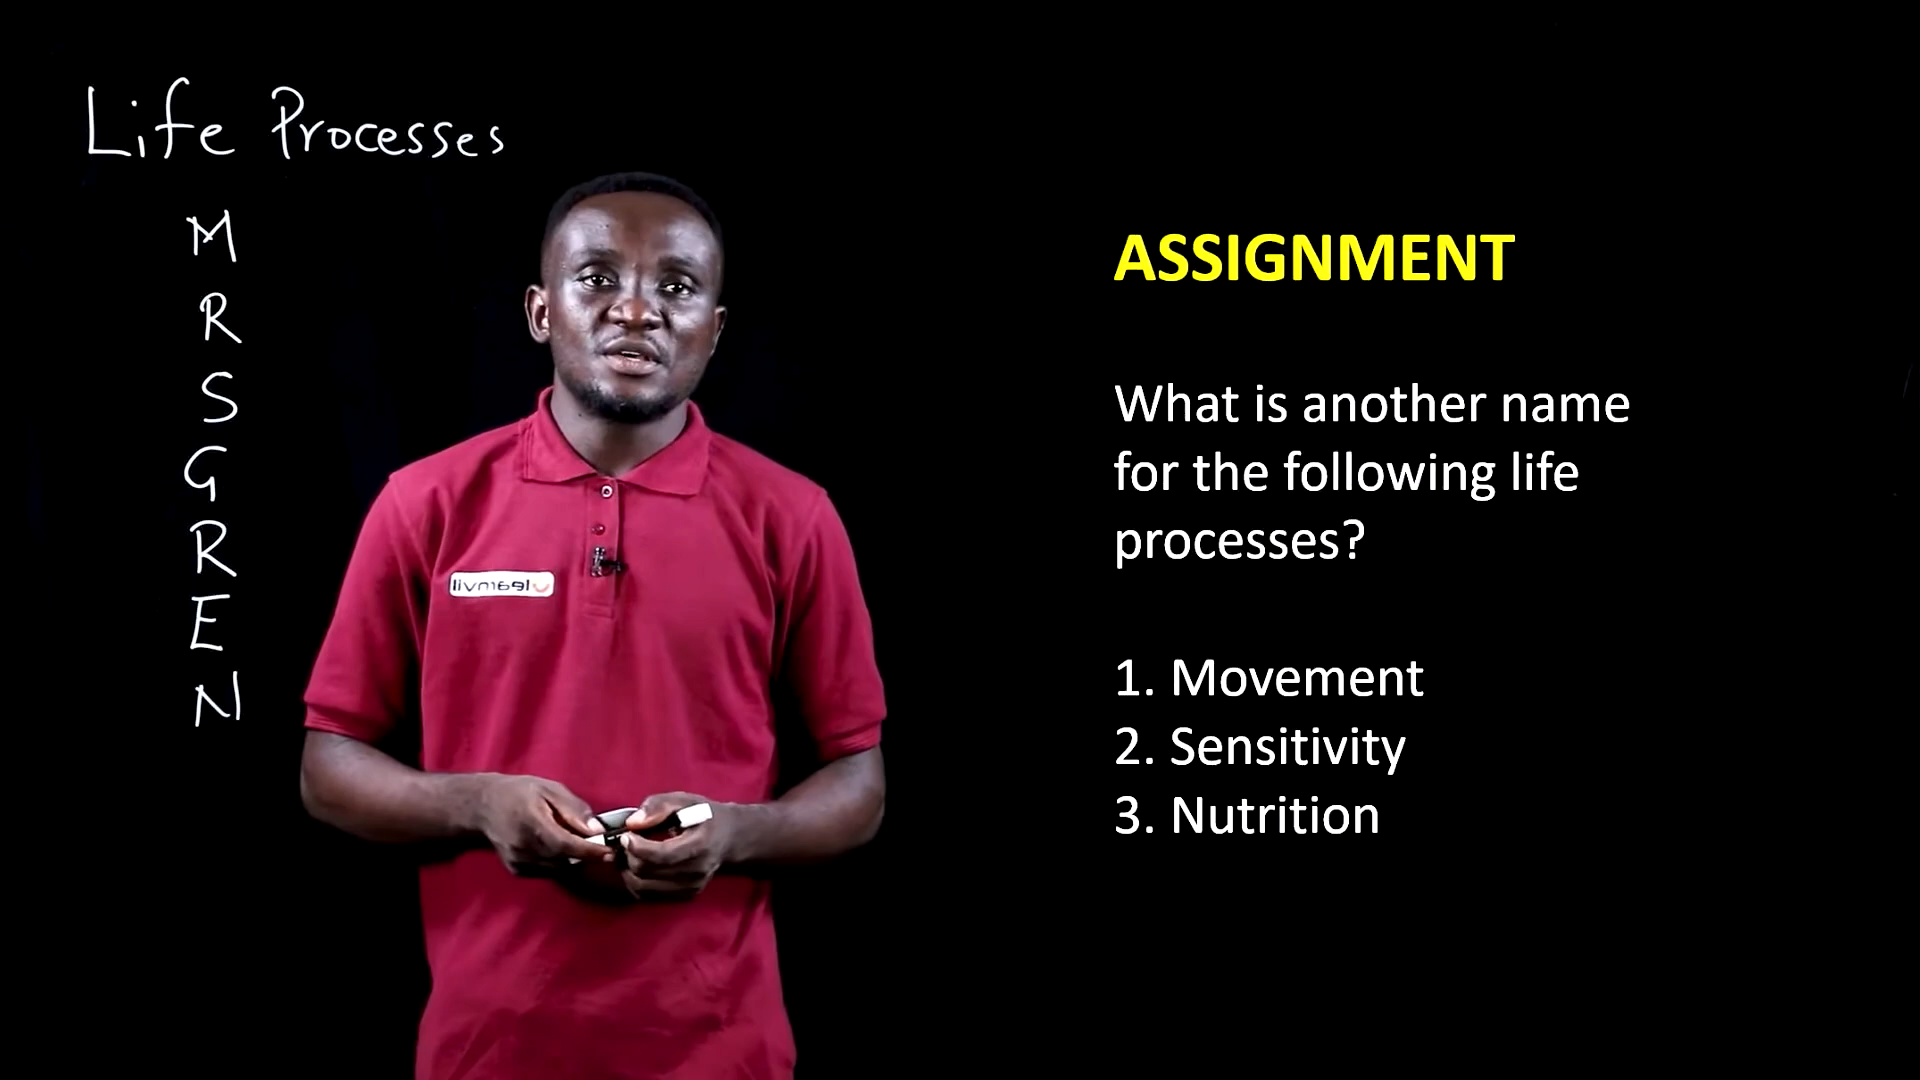 Life Processes
M
R
S
G
R
E
N
ASSIGNMENT
What is another name
for the following life
processes?
1. Movement
2. Sensitivity
3. Nutrition